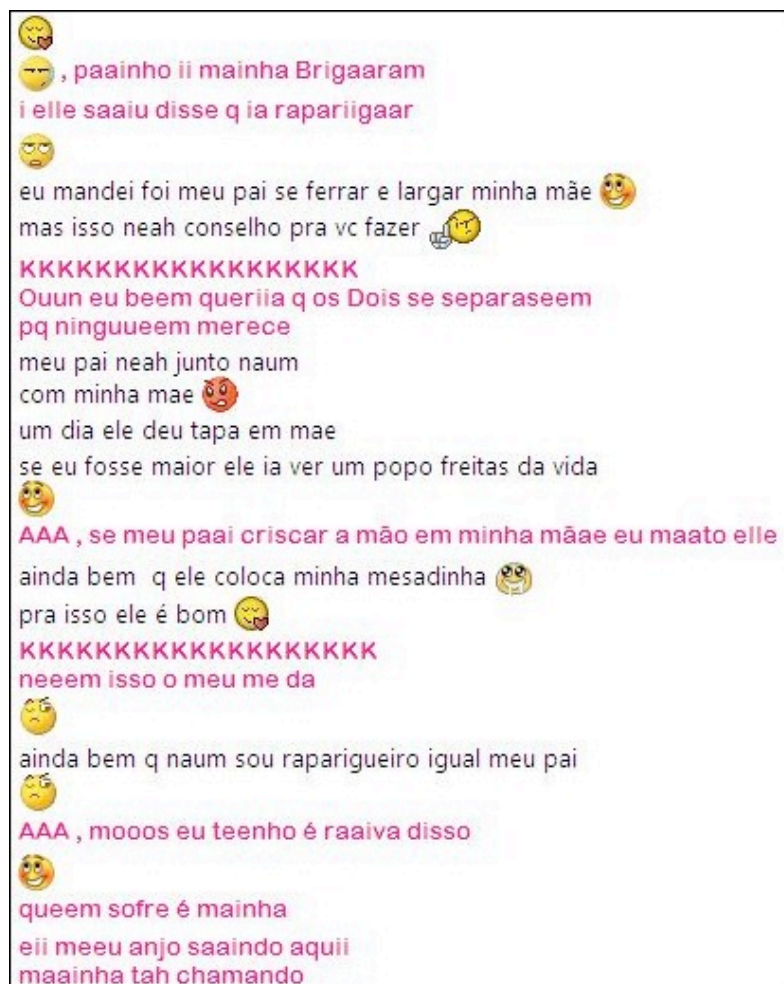 , paainho ii mainha Brigaaram
i elle saaiu disse q ia rapariigaar
eu mandei foi meu pai se ferrar e largar minha mãe
mas isso neah conselho pra vc fazer
KKKKKKKKKKKKKKKKKK
Ouun eu beem queriia q os Dois se separaseem
pq ninguueem merece
meu pai neah junto naum
com minha mae
um dia ele deu tapa em mae
se eu fosse maior ele ia ver um popo freitas da vida
AAA , se meu paai criscar a mão em minha mãae eu maato elle
ainda bem q ele coloca minha mesadinha
pra isso ele é bom
KKKKKKKKKKKKKKKKKKK
neeem isso o meu me da
ainda bem q naum sou raparigueiro igual meu pai
AAA , mooos eu teenho é raaiva disso
queem sofre é mainha
eii meeu anjo saaindo aquii
maainha tah chamando